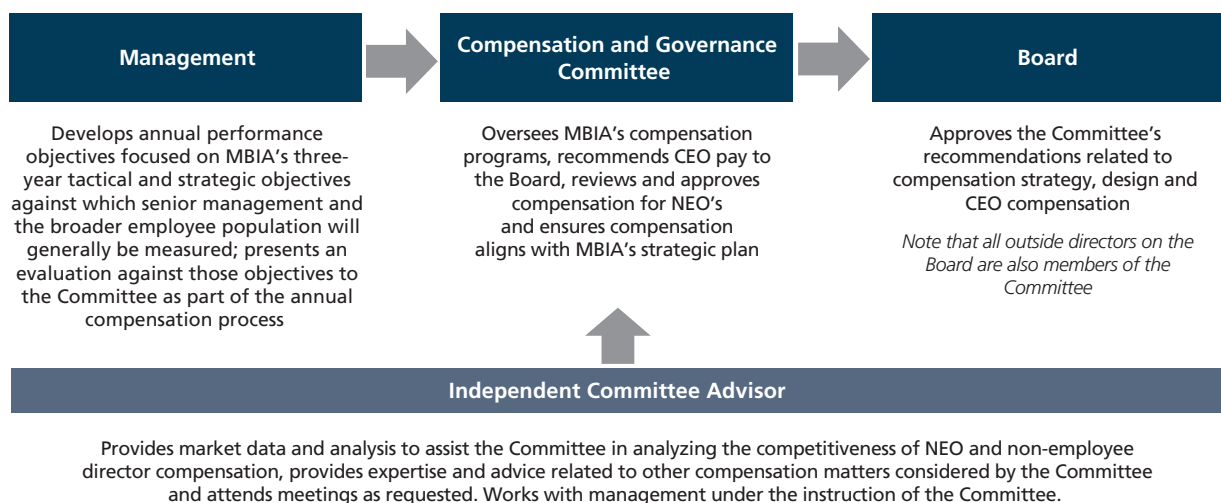 Management
Compensation and Governance
Committee
Board
Develops annual performance
objectives focused on MBIA's three-
year tactical and strategic objectives
against which senior management and
the broader employee population will
generally be measured; presents an
evaluation against those objectives to
the Committee as part of the annual
compensation process
Oversees MBIA's compensation
programs, recommends CEO pay to
the Board, reviews and approves
compensation for NEO's
and ensures compensation
aligns with MBIA's strategic plan
Approves the Committee's
recommendations related to
compensation strategy, design and
CEO compensation
Note that all outside directors on the
Board are also members of the
Committee
Independent Committee Advisor
Provides market data and analysis to assist the Committee in analyzing the competitiveness of NEO and non-employee
director compensation, provides expertise and advice related to other compensation matters considered by the Committee
and attends meetings as requested. Works with management under the instruction of the Committee.